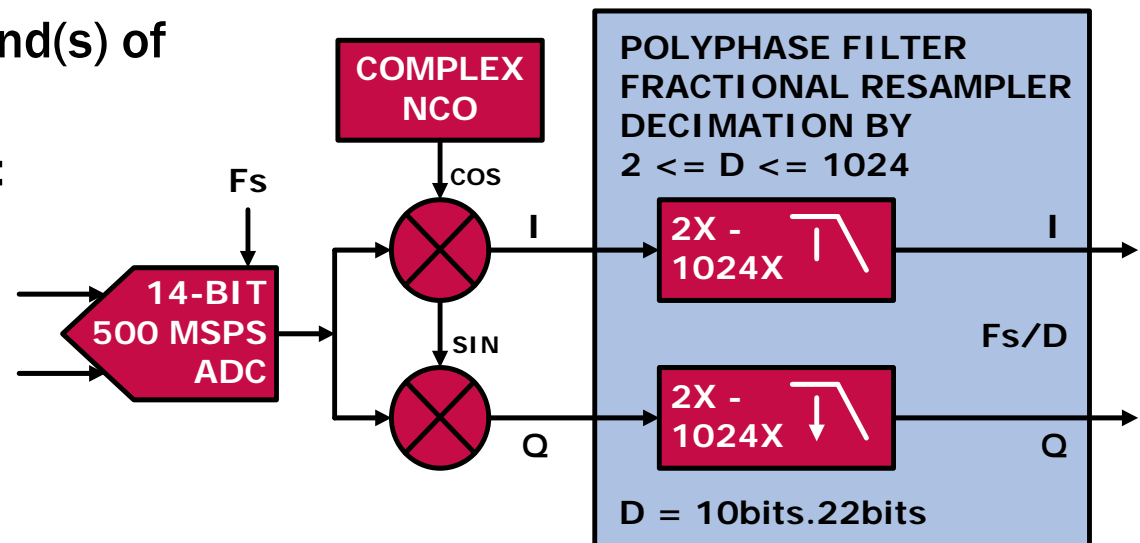 nd(s) of
:
COMPLEX
NCO
Fs
COS
14-BIT
500 MSPS
ADC
I
SIN
Q
POLYPHASE FILTER
FRACTIONAL RESAMPLER
DECIMATION BY
2 <= D <= 1024
2X -
1024X
I
Fs/D
2X -
1024X
Q
D = 10bits.22bits